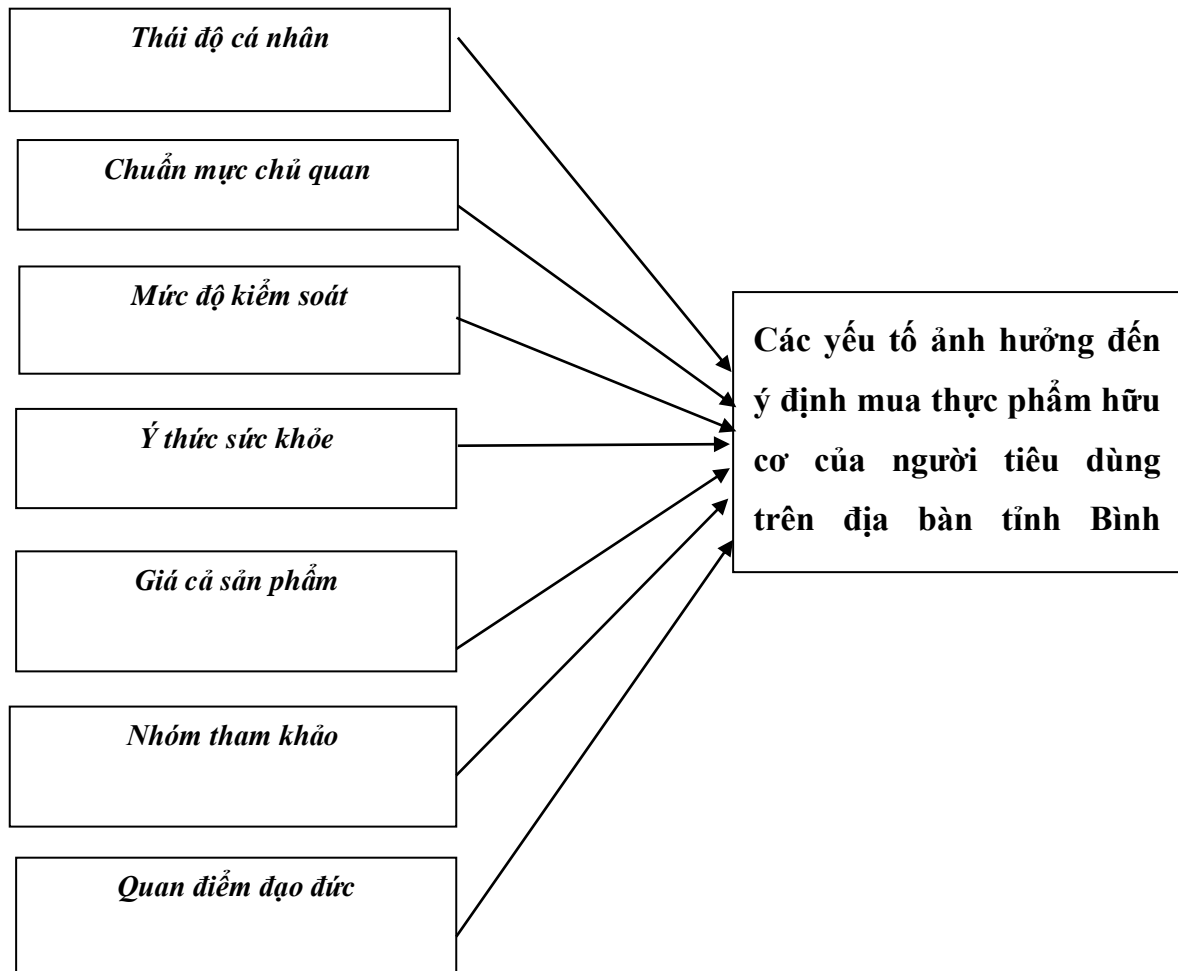 Thái độ cá nhân
Chuẩn mực chủ quan
Mức độ kiểm soát
Ý thức sức khỏe
Giá cả sản phẩm
Nhóm tham khảo
Quan điểm đạo đức
Các yếu tố ảnh hưởng đến
ý định mua thực phẩm hữu
cơ của người tiêu dùng
trên địa bàn tỉnh Bình